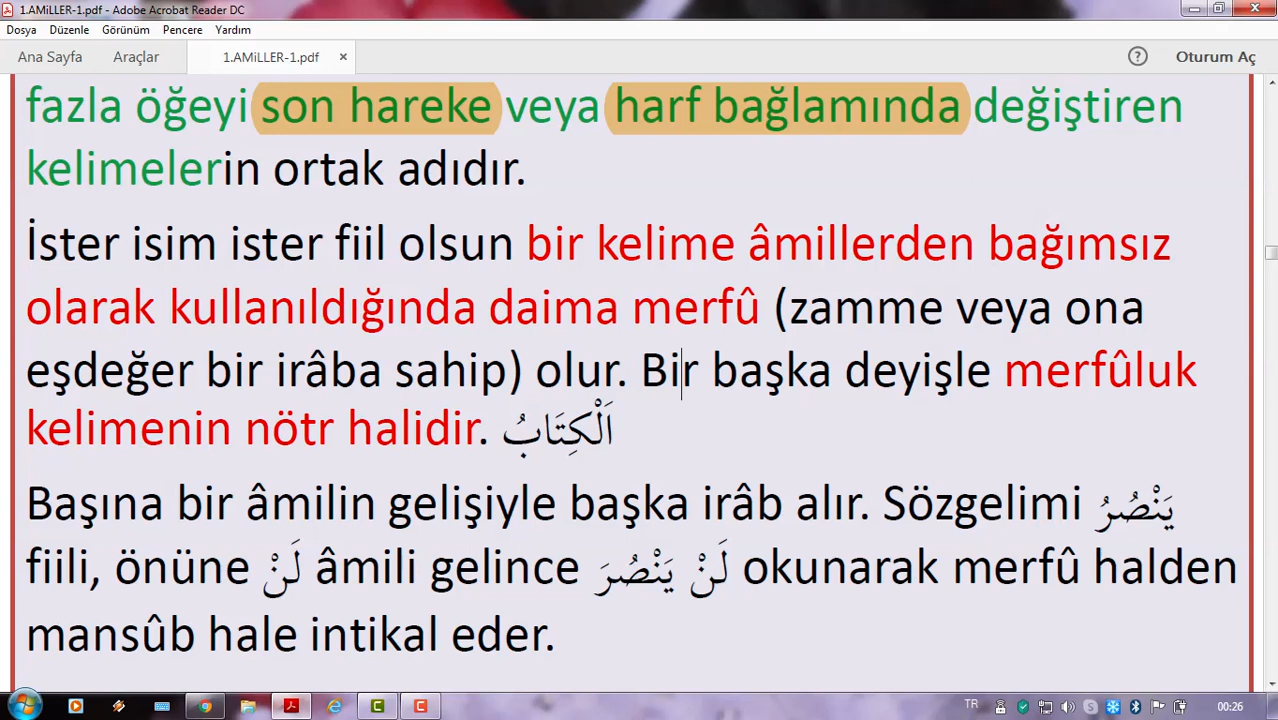 1.AMiLLER-1.pdf - Adobe Acrobat Reader DC
Dosya Düzenle Görünüm Pencere Yardım
Ana Sayfa Araçlar 1.AMiLLER-1.pdf × ? Oturum Aç
fazla öğeyi son hareke veya harf bağlamında değiştiren
kelimelerin ortak adıdır.
İster isim ister fiil olsun bir kelime âmillerden bağımsız
olarak kullanıldığında daima merfû (zamme veya ona
eşdeğer bir irâba sahip) olur. Bir başka deyişle merfûluk
kelimenin nötr halidir. اَلْكِتَابُ
Başına bir âmilin gelişiyle başka irâb alır. Sözgelimi يَنْصُرُ
fiili, önüne لَنْ âmili gelince لَنْ يَنْصُرَ okunarak merfû halden
mansûb hale intikal eder.
TR 00:26